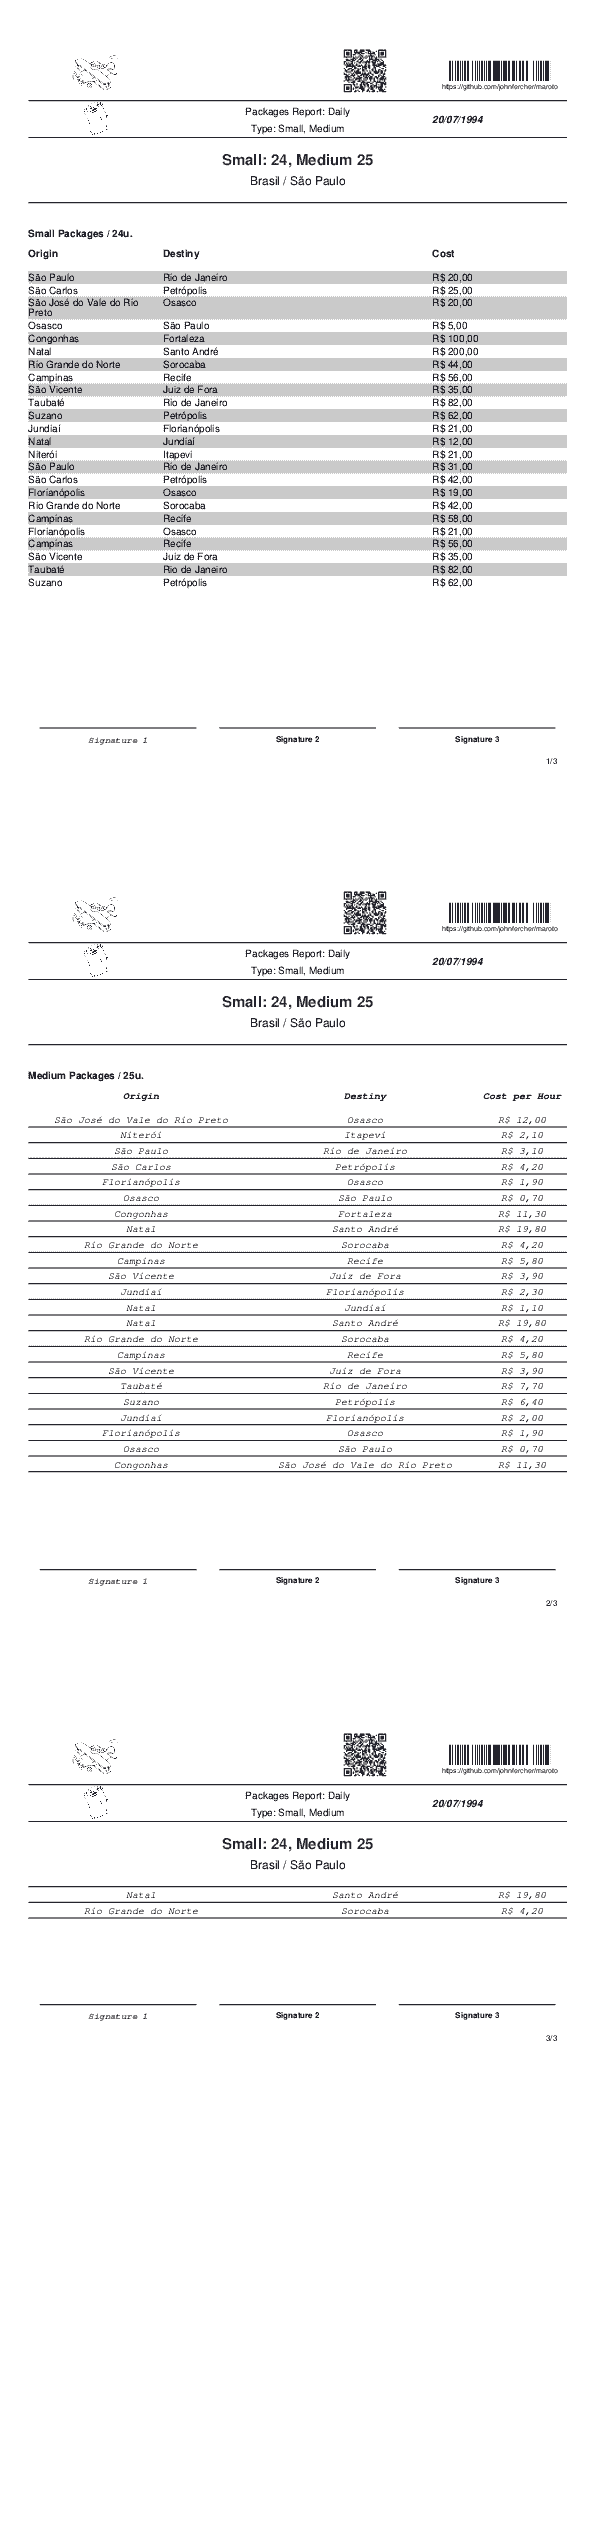 https://github.com/johnfercher/maroto
Packages Report: Daily
20/07/1994
Type: Small, Medium
Small: 24, Medium 25
Brasil / São Paulo
Small Packages / 24u.
Origin Destiny Cost
São Paulo Rio de Janeiro R$ 20,00
São Carlos Petrópolis R$ 25,00
São José do Vale do Rio Osasco R$ 20,00
Preto
Osasco São Paulo R$ 5,00
Congonhas Fortaleza R$ 100,00
Natal Santo André R$ 200,00
Rio Grande do Norte Sorocaba R$ 44,00
Campinas Recife R$ 56,00
São Vicente Juiz de Fora R$ 35,00
Taubaté Rio de Janeiro R$ 82,00
Suzano Petrópolis R$ 62,00
Jundiaí Florianópolis R$ 21,00
Natal Jundiaí R$ 12,00
Niterói Itapevi R$ 21,00
São Paulo Rio de Janeiro R$ 31,00
São Carlos Petrópolis R$ 42,00
Florianópolis Osasco R$ 19,00
Rio Grande do Norte Sorocaba R$ 42,00
Campinas Recife R$ 58,00
Florianópolis Osasco R$ 21,00
Campinas Recife R$ 56,00
São Vicente Juiz de Fora R$ 35,00
Taubaté Rio de Janeiro R$ 82,00
Suzano Petrópolis R$ 62,00
Signature 1 Signature 2 Signature 3
1/3
https://github.com/johnfercher/maroto
Packages Report: Daily
20/07/1994
Type: Small, Medium
Small: 24, Medium 25
Brasil / São Paulo
Medium Packages / 25u.
Origin Destiny Cost per Hour
São José do Vale do Rio Preto Osasco R$ 12,00
Niterói Itapevi R$ 2,10
São Paulo Rio de Janeiro R$ 3,10
São Carlos Petrópolis R$ 4,20
Florianópolis Osasco R$ 1,90
Osasco São Paulo R$ 0,70
Congonhas Fortaleza R$ 11,30
Natal Santo André R$ 19,80
Rio Grande do Norte Sorocaba R$ 4,20
Campinas Recife R$ 5,80
São Vicente Juiz de Fora R$ 3,90
Jundiaí Florianópolis R$ 2,30
Natal Jundiaí R$ 1,10
Natal Santo André R$ 19,80
Rio Grande do Norte Sorocaba R$ 4,20
Campinas Recife R$ 5,80
São Vicente Juiz de Fora R$ 3,90
Taubaté Rio de Janeiro R$ 7,70
Suzano Petrópolis R$ 6,40
Jundiaí Florianópolis R$ 2,00
Florianópolis Osasco R$ 1,90
Osasco São Paulo R$ 0,70
Congonhas São José do Vale do Rio Preto R$ 11,30
Signature 1 Signature 2 Signature 3
2/3
https://github.com/johnfercher/maroto
Packages Report: Daily
20/07/1994
Type: Small, Medium
Small: 24, Medium 25
Brasil / São Paulo
Natal Santo André R$ 19,80
Rio Grande do Norte Sorocaba R$ 4,20
Signature 1 Signature 2 Signature 3
3/3